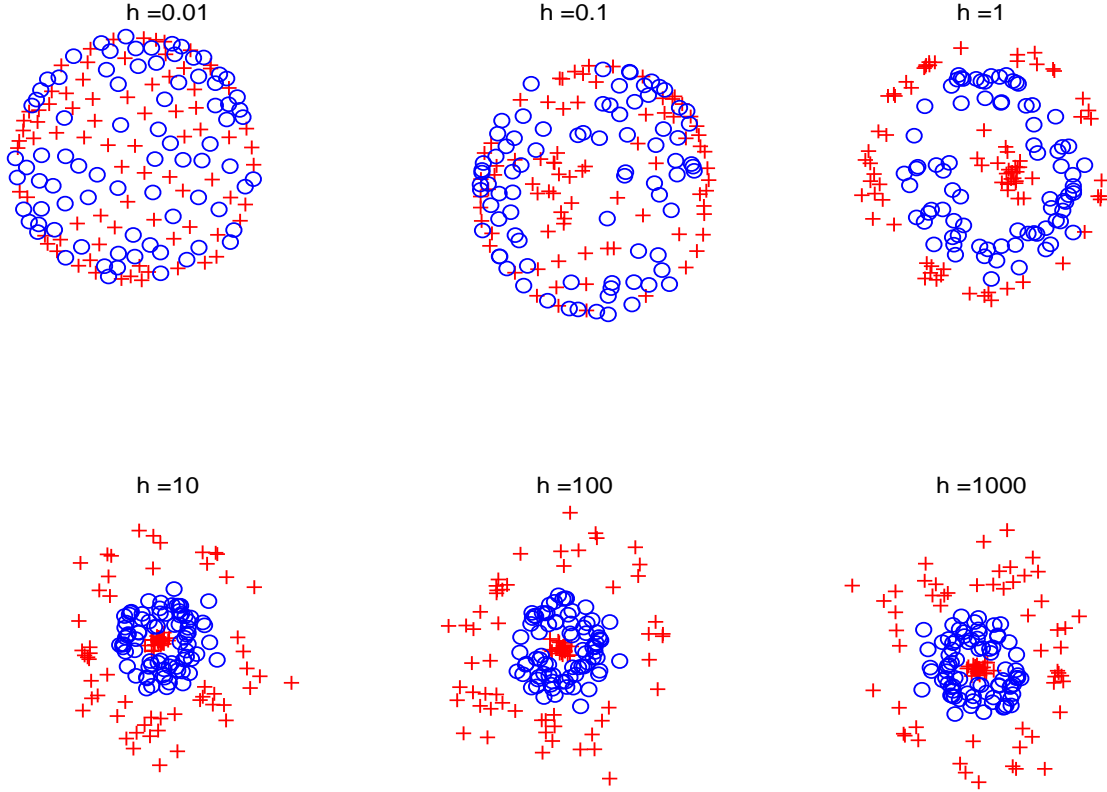 h =0.01
h =0.1
h =1
h =10
h =100
h =1000